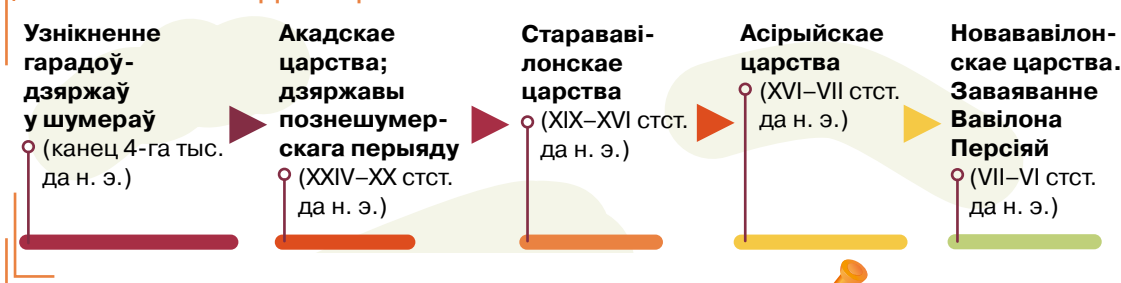 Узнікненне
гарадоў-
дзяржаў
у шумераў
(канец 4-га тыс.
да н. э.)
Акадскае
царства;
дзяржавы
познешумер-
скага перыяду
(XXIV–XX стст.
да н. э.)
Старававі-
лонскае
царства
(XIX–XVI стст.
да н. э.)
Асірыйскае
царства
(XVI–VII стст.
да н. э.)
Новававілон-
скае царства.
Заваяванне
Вавілона
Персіяй
(VII–VI стст.
да н. э.)